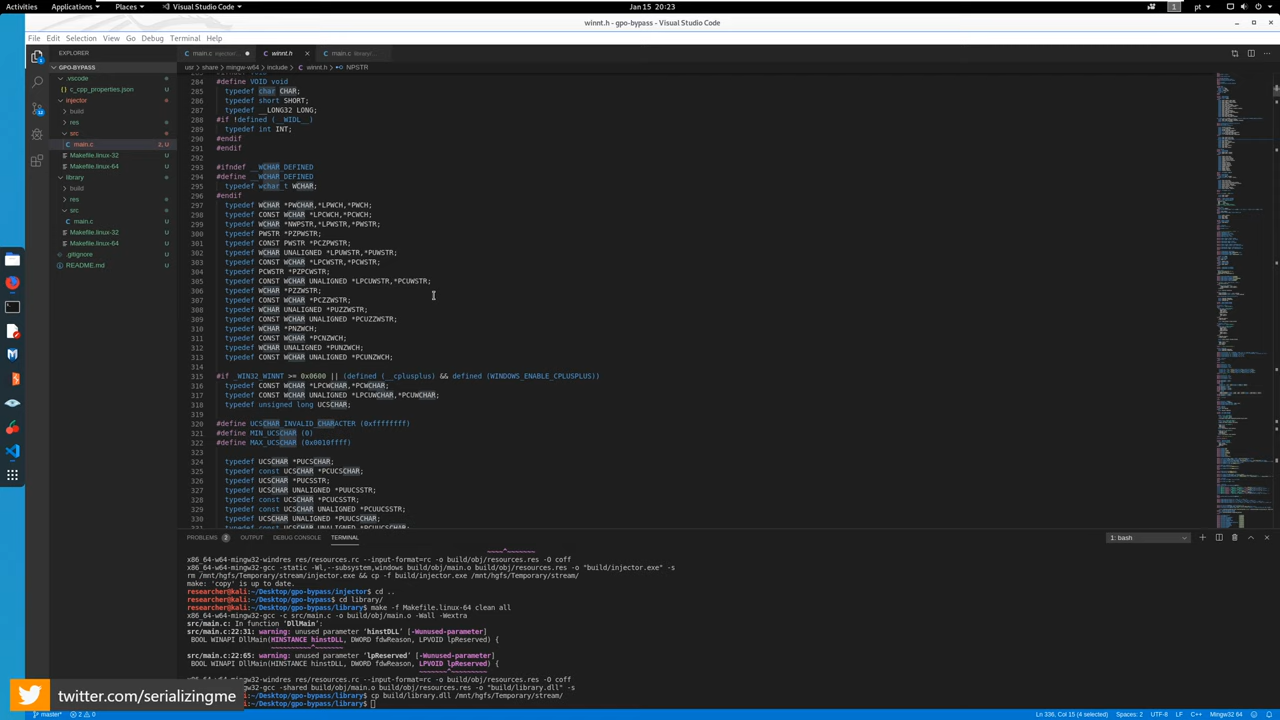 Activities Applications Places Visual Studio Code Jan 15 20:23 1 pt
winnt.h - gpo-bypass - Visual Studio Code
File Edit Selection View Go Debug Terminal Help
EXPLORER main.c injector/ winnt.h main.c library/
GPO-BYPASS usr share mingw-w64 include winnt.h NPSTR
.vscode
c_cpp_properties.json
injector
build
res
src
main.c 2, U
Makefile.linux-32 U
Makefile.linux-64 U
library
build
res
src
main.c U
Makefile.linux-32 U
Makefile.linux-64 U
.gitignore U
README.md U
284 #define VOID void
285 typedef char CHAR;
286 typedef short SHORT;
287 typedef __LONG32 LONG;
288 #if !defined (__WIDL__)
289 typedef int INT;
290 #endif
291 #endif
292
293 #ifndef __WCHAR_DEFINED
294 #define __WCHAR_DEFINED
295 typedef wchar_t WCHAR;
296 #endif
297 typedef WCHAR *PWCHAR,*LPWCH,*PWCH;
298 typedef CONST WCHAR *LPCWCH,*PCWCH;
299 typedef WCHAR *NWPSTR,*LPWSTR,*PWSTR;
300 typedef PWSTR *PZPWSTR;
301 typedef CONST PWSTR *PCZPWSTR;
302 typedef WCHAR UNALIGNED *LPUWSTR,*PUWSTR;
303 typedef CONST WCHAR *LPCWSTR,*PCWSTR;
304 typedef PCWSTR *PZPCWSTR;
305 typedef CONST WCHAR UNALIGNED *LPCUWSTR,*PCUWSTR;
306 typedef WCHAR *PZZWSTR;
307 typedef CONST WCHAR *PCZZWSTR;
308 typedef WCHAR UNALIGNED *PUZZWSTR;
309 typedef CONST WCHAR UNALIGNED *PCUZZWSTR;
310 typedef WCHAR *PNZWCH;
311 typedef CONST WCHAR *PCNZWCH;
312 typedef WCHAR UNALIGNED *PUNZWCH;
313 typedef CONST WCHAR UNALIGNED *PCUNZWCH;
314
315 #if _WIN32_WINNT >= 0x0600 || (defined (__cplusplus) && defined (WINDOWS_ENABLE_CPLUSPLUS))
316 typedef CONST WCHAR *LPCWCHAR,*PCWCHAR;
317 typedef CONST WCHAR UNALIGNED *LPCUWCHAR,*PCUWCHAR;
318 typedef unsigned long UCSCHAR;
319
320 #define UCSCHAR_INVALID_CHARACTER (0xffffffff)
321 #define MIN_UCSCHAR (0)
322 #define MAX_UCSCHAR (0x0010ffff)
323
324 typedef UCSCHAR *PUCSCHAR;
325 typedef const UCSCHAR *PCUCSCHAR;
326 typedef UCSCHAR *PUCSSTR;
327 typedef UCSCHAR UNALIGNED *PUUCSSTR;
328 typedef const UCSCHAR *PCUCSSTR;
329 typedef const UCSCHAR UNALIGNED *PCUUCSSTR;
330 typedef UCSCHAR UNALIGNED *PUUCSCHAR;
331 typedef const UCSCHAR UNALIGNED *PCUUCSCHAR;
PROBLEMS 2 OUTPUT DEBUG CONSOLE TERMINAL 1: bash
~~~~^~~~~~~~
x86_64-w64-mingw32-windres res/resources.rc --input-format=rc -o build/obj/resources.res -O coff
x86_64-w64-mingw32-gcc -static -Wl,--subsystem,windows build/obj/main.o build/obj/resources.res -o "build/injector.exe" -s
rm /mnt/hgfs/Temporary/stream/injector.exe && cp -f build/injector.exe /mnt/hgfs/Temporary/stream/
make: 'copy' is up to date.
researcher@kali:~/Desktop/gpo-bypass/injector$ cd ..
researcher@kali:~/Desktop/gpo-bypass$ cd library/
researcher@kali:~/Desktop/gpo-bypass/library$ make -f Makefile.linux-64 clean all
x86_64-w64-mingw32-gcc -c src/main.c -o build/obj/main.o -Wall -Wextra
src/main.c: In function 'DllMain':
src/main.c:22:31: warning: unused parameter 'hinstDLL' [-Wunused-parameter]
BOOL WINAPI DllMain(HINSTANCE hinstDLL, DWORD fdwReason, LPVOID lpReserved) {
~~~~~~~~~~^~~~~~~~
src/main.c:22:65: warning: unused parameter 'lpReserved' [-Wunused-parameter]
BOOL WINAPI DllMain(HINSTANCE hinstDLL, DWORD fdwReason, LPVOID lpReserved) {
~~~~~~~^~~~~~~~~~
res/resources.rc --input-format=rc -o build/obj/resources.res -O coff
-shared build/obj/main.o build/obj/resources.res -o "build/library.dll" -s
~/Desktop/gpo-bypass/library$ cp build/library.dll /mnt/hgfs/Temporary/stream/
~/Desktop/gpo-bypass/library$
twitter.com/serializingme
master* 2 0 Ln 336, Col 15 (4 selected) Spaces: 2 UTF-8 LF C++ Mingw32 64